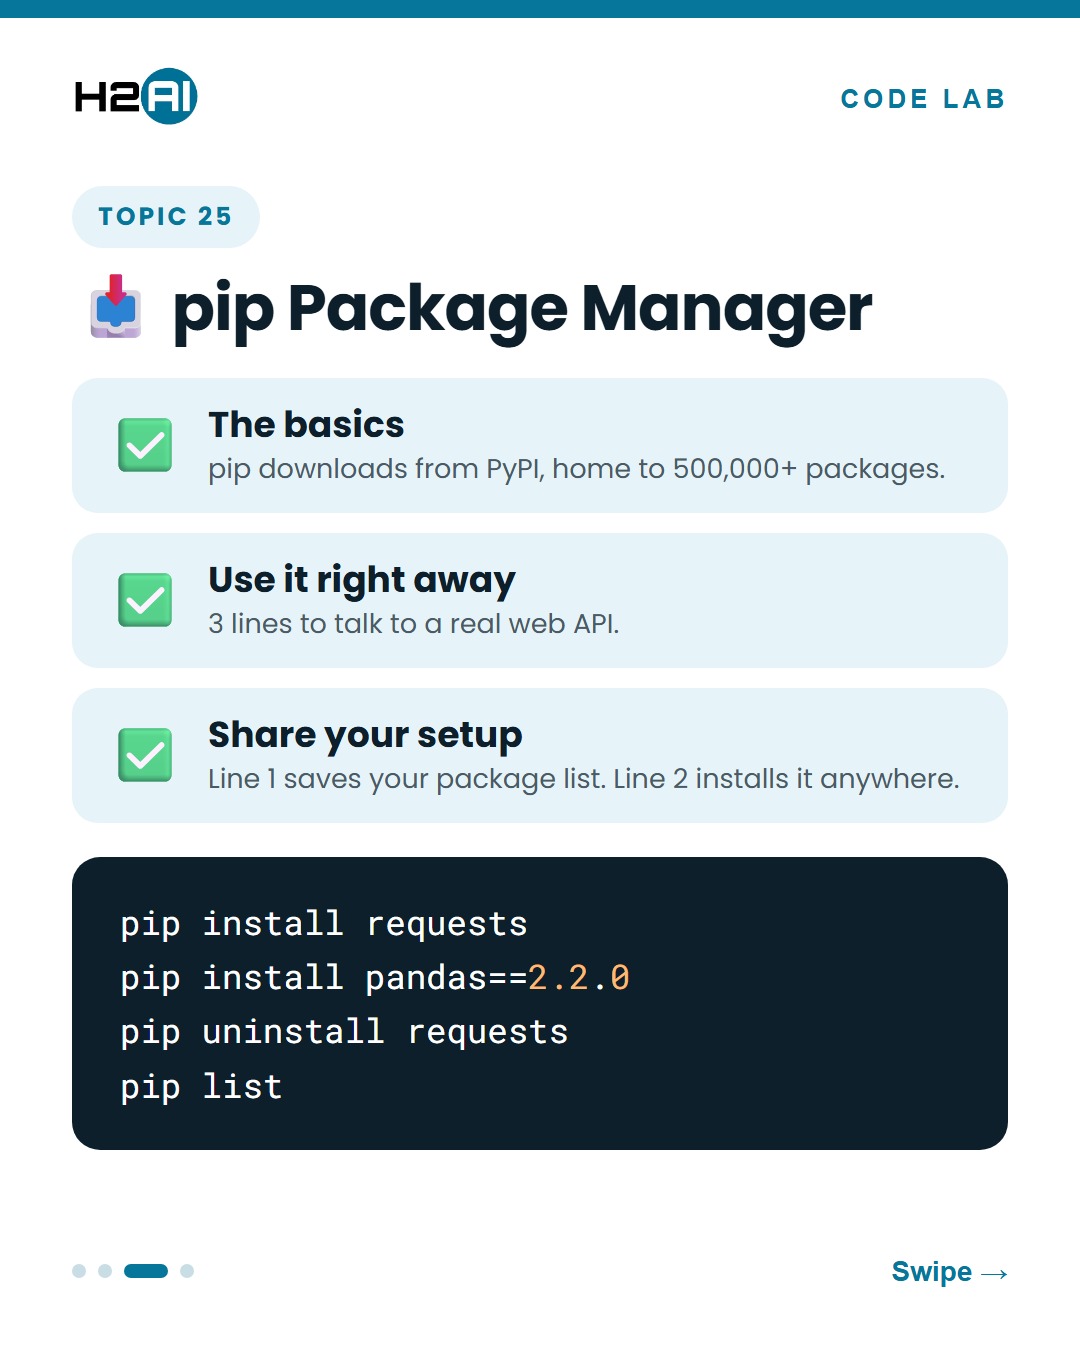 H2AI
CODE LAB
TOPIC 25
pip Package Manager
The basics
pip downloads from PyPI, home to 500,000+ packages.
Use it right away
3 lines to talk to a real web API.
Share your setup
Line 1 saves your package list. Line 2 installs it anywhere.
pip install requests
pip install pandas==2.2.0
pip uninstall requests
pip list
Swipe →